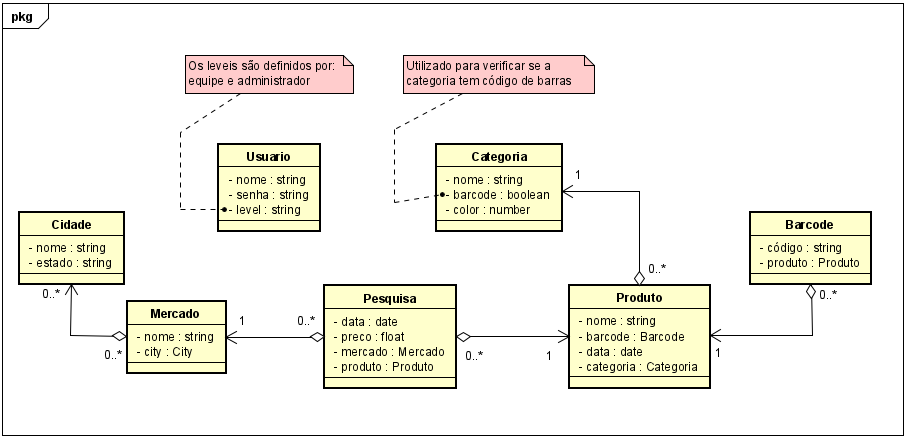 pkg
Os leveis são definidos por:
equipe e administrador
Utilizado para verificar se a
categoria tem código de barras
Usuario
- nome : string
- senha : string
- level : string
Categoria
- nome : string
- barcode : boolean
- color : number
1
Cidade
- nome : string
- estado : string
0..*
Barcode
- código : string
- produto : Produto
0..*
0..*
Mercado
- nome : string
- city : City
0..*
1
0..*
Pesquisa
- data : date
- preco : float
- mercado : Mercado
- produto : Produto
0..*
1
Produto
- nome : string
- barcode : Barcode
- data : date
- categoria : Categoria
1